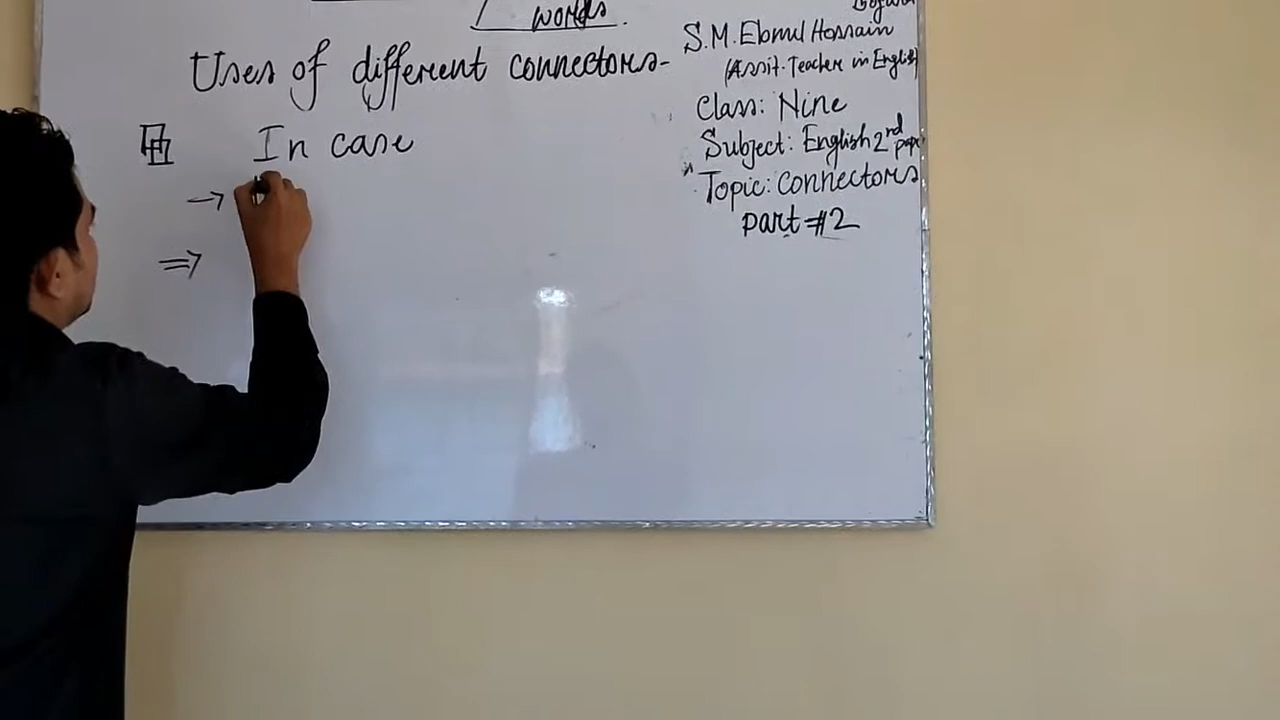 words.
Uses of different connectors-
In case
→
⇒
S.M. Ebnul Hossain
(Assit. Teacher in English)
Class: Nine
Subject: English 2nd paper
Topic: Connectors
part #2